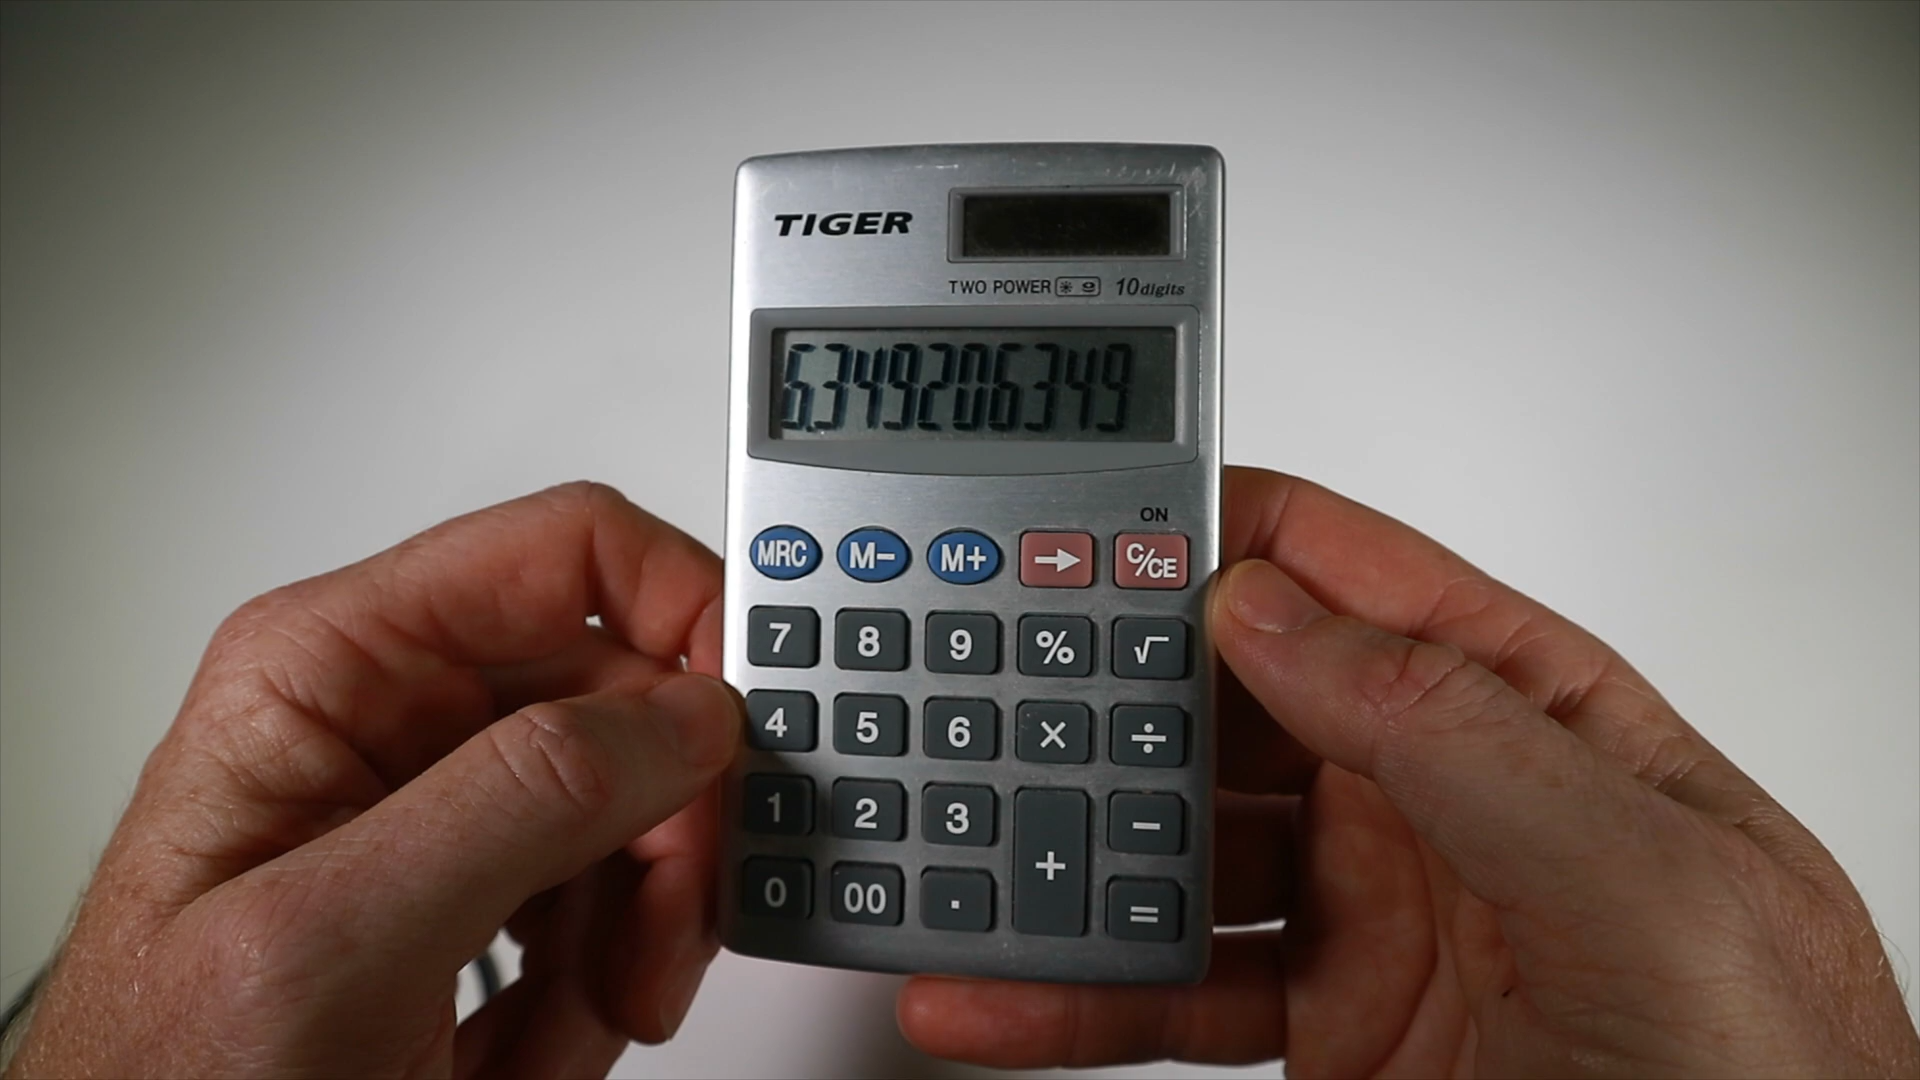 TIGER
TWO POWER 10digits
6.349206349
ON
MRC M− M+ → C/CE
7 8 9 % √
4 5 6 × ÷
1 2 3 −
0 00 . + =